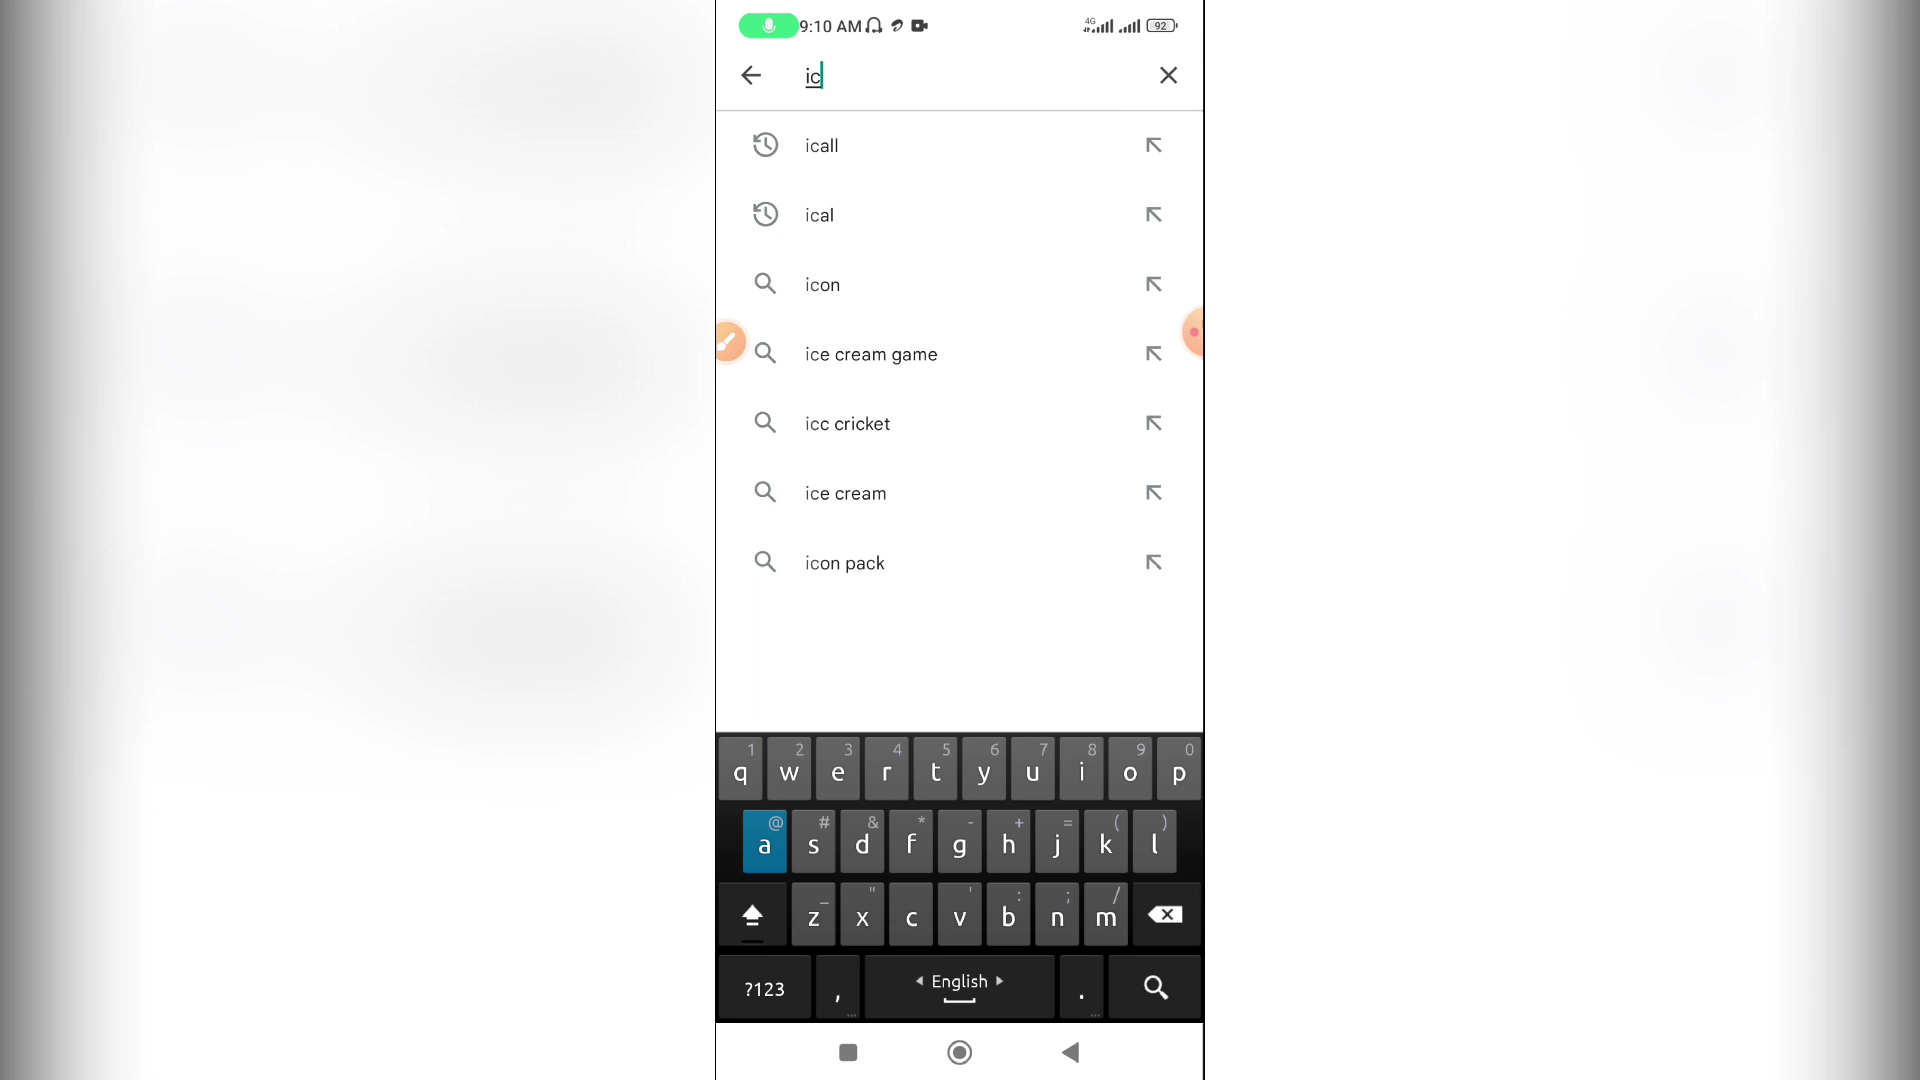 9:10 AM 4G 92
ic
icall
ical
icon
ice cream game
icc cricket
ice cream
icon pack
1 2 3 4 5 6 7 8 9 0
q w e r t y u i o p
@ # & * - + = ( )
a s d f g h j k l
_ " ' : ; /
z x c v b n m
?123 , ... English . ...